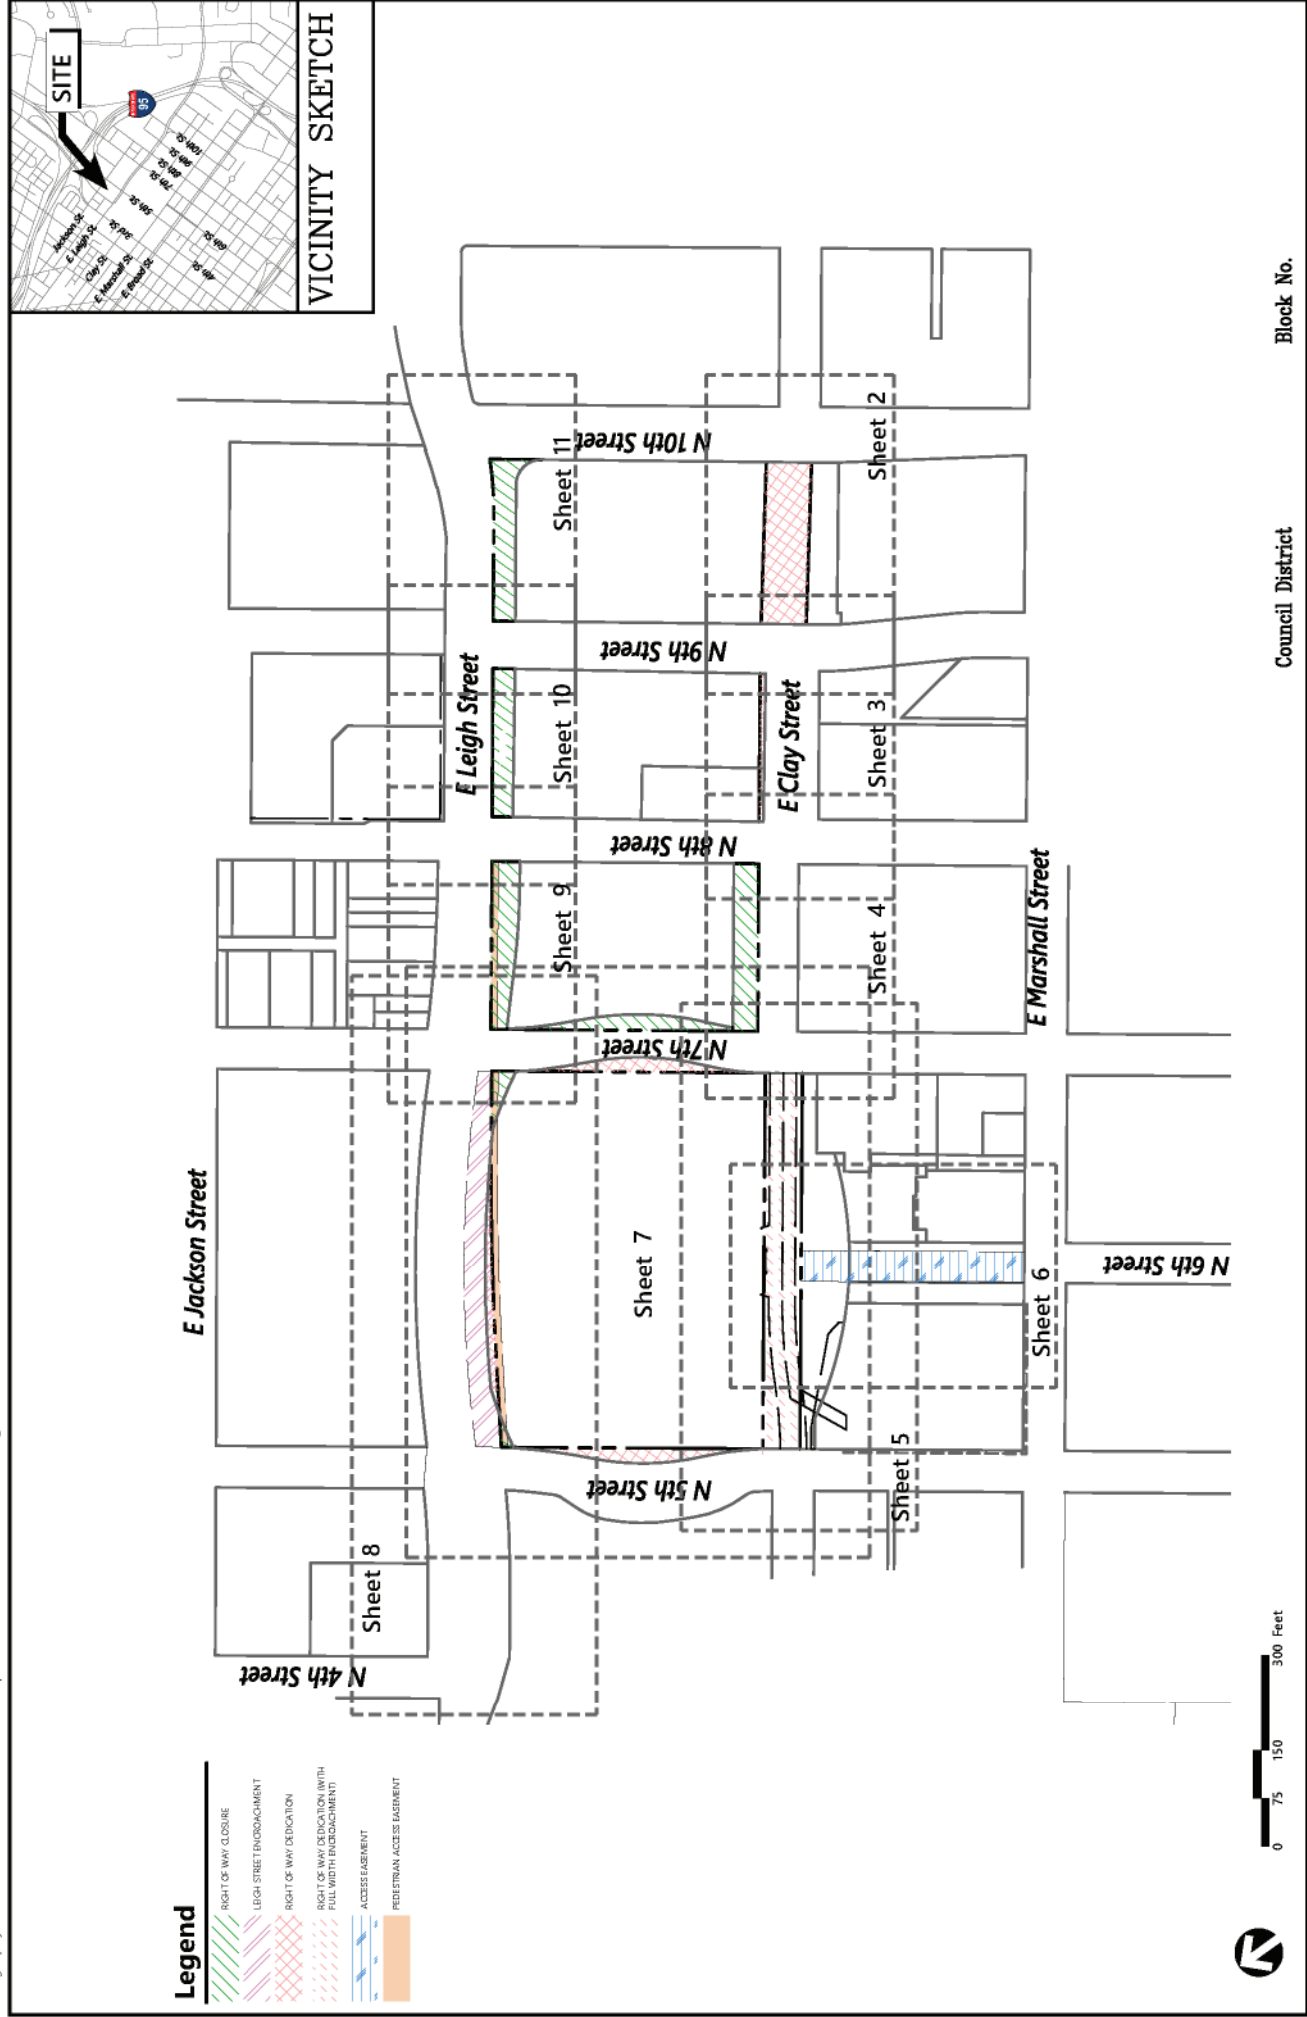 SITE
95
10th St.
9th St.
8th St.
7th St.
5th St.
3rd St.
6th St.
4th St.
Jackson St.
E. Leigh St.
Clay St.
E. Marshall St.
E. Broad St.
VICINITY SKETCH
E Jackson Street
E Leigh Street
E Clay Street
E Marshall Street
N 4th Street
N 5th Street
N 6th Street
N 7th Street
N 8th Street
N 9th Street
N 10th Street
Sheet 2
Sheet 3
Sheet 4
Sheet 5
Sheet 6
Sheet 7
Sheet 8
Sheet 9
Sheet 10
Sheet 11
Legend
RIGHT OF WAY CLOSURE
LEIGH STREET ENCROACHMENT
RIGHT OF WAY DEDICATION
RIGHT OF WAY DEDICATION (WITH
FULL WIDTH ENCROACHMENT)
ACCESS EASEMENT
PEDESTRIAN ACCESS EASEMENT
0 75 150 300 Feet
Council District
Block No.